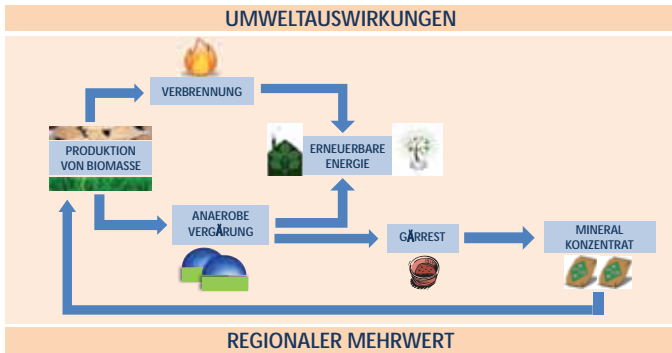 UMWELTAUSWIRKUNGEN
VERBRENNUNG
PRODUKTION
VON BIOMASSE
ERNEUERBARE
ENERGIE
ANAEROBE
VERGÄRUNG
GÄRREST
MINERAL
KONZENTRAT
REGIONALER MEHRWERT